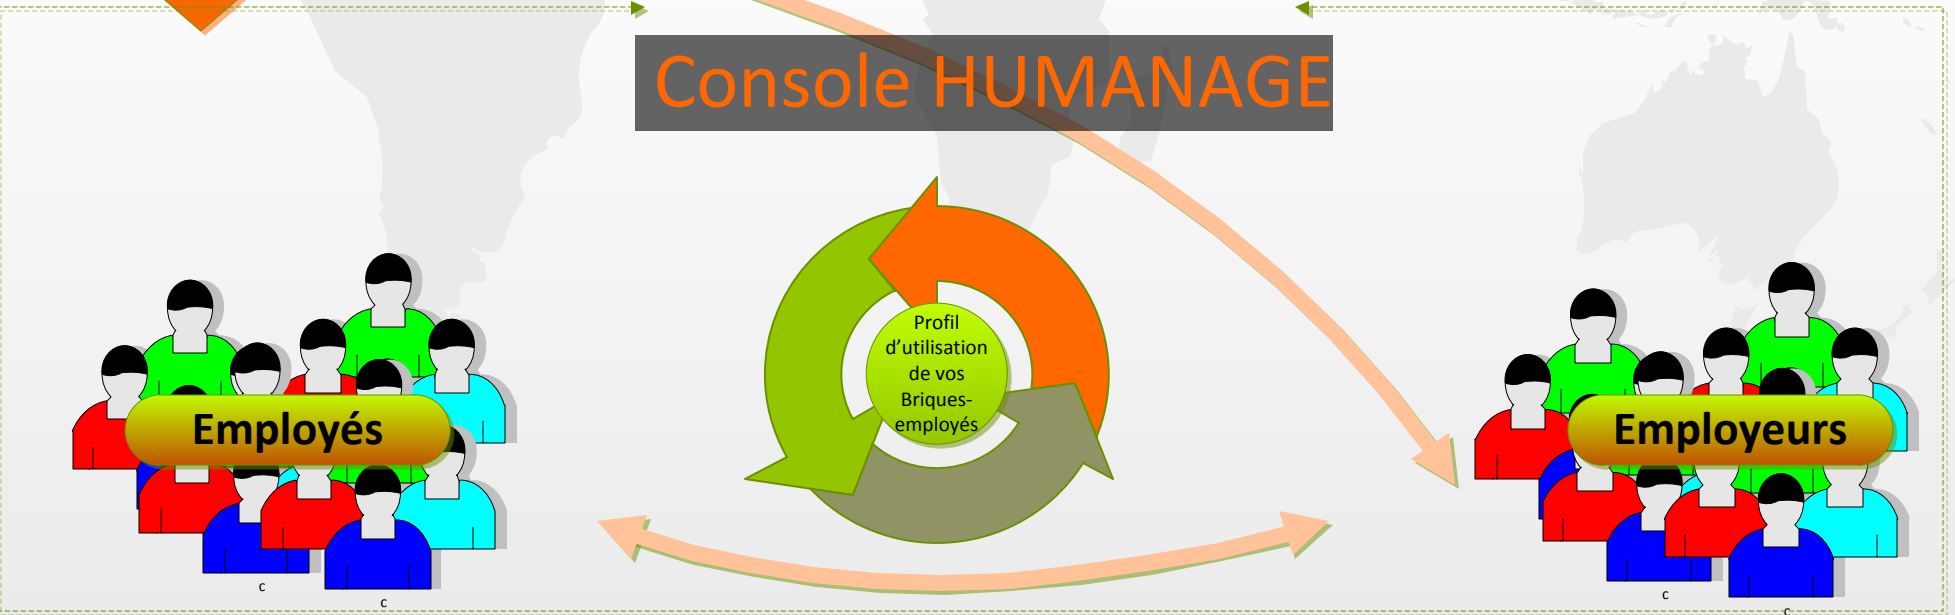 Console HUMANAGE
Profil
d’utilisation
de vos
Briques-
employés
Employés
Employeurs
c
c
c
c